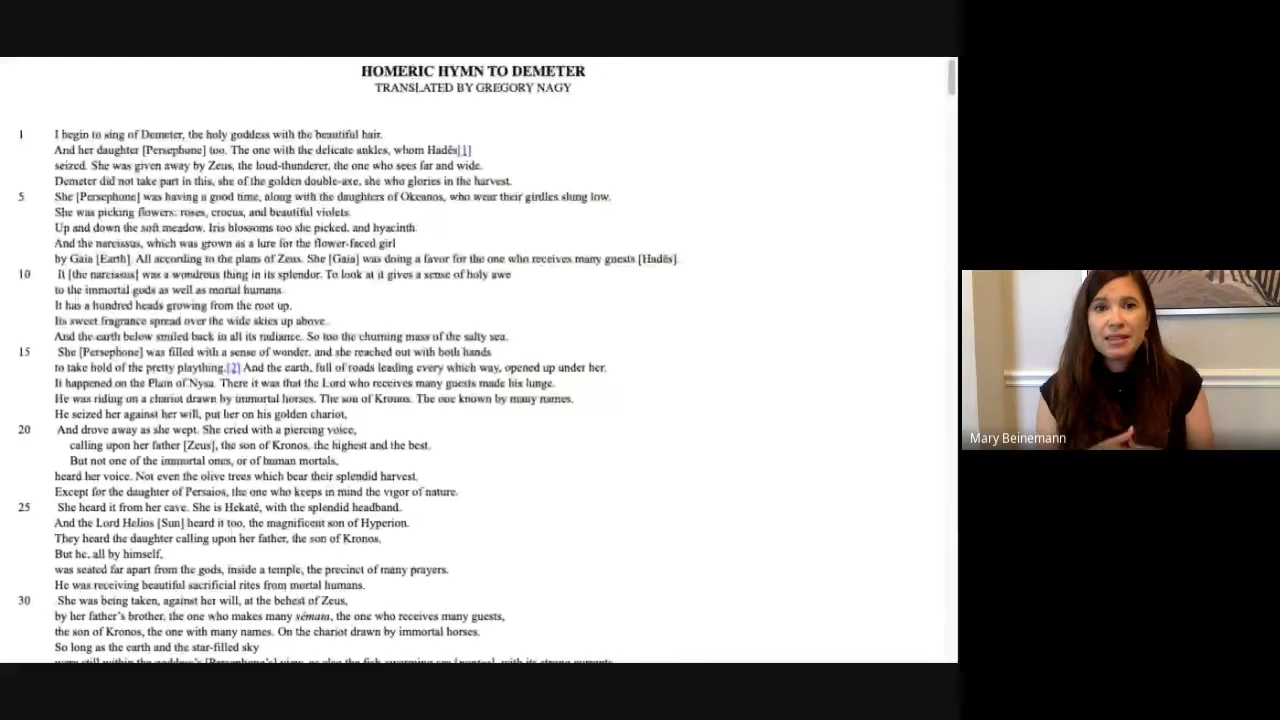 HOMERIC HYMN TO DEMETER
TRANSLATED BY GREGORY NAGY
1 I begin to sing of Demeter, the holy goddess with the beautiful hair.
And her daughter [Persephone] too. The one with the delicate ankles, whom Hadês[1]
seized. She was given away by Zeus, the loud-thunderer, the one who sees far and wide.
Demeter did not take part in this, she of the golden double-axe, she who glories in the harvest.
5 She [Persephone] was having a good time, along with the daughters of Okeanos, who wear their girdles slung low.
She was picking flowers: roses, crocus, and beautiful violets.
Up and down the soft meadow. Iris blossoms too she picked, and hyacinth.
And the narcissus, which was grown as a lure for the flower-faced girl
by Gaia [Earth]. All according to the plans of Zeus. She [Gaia] was doing a favor for the one who receives many guests [Hadês].
10 It [the narcissus] was a wondrous thing in its splendor. To look at it gives a sense of holy awe
to the immortal gods as well as mortal humans.
It has a hundred heads growing from the root up.
Its sweet fragrance spread over the wide skies up above.
And the earth below smiled back in all its radiance. So too the churning mass of the salty sea.
15 She [Persephone] was filled with a sense of wonder, and she reached out with both hands
to take hold of the pretty plaything.[2] And the earth, full of roads leading every which way, opened up under her.
It happened on the Plain of Nysa. There it was that the Lord who receives many guests made his lunge.
He was riding on a chariot drawn by immortal horses. The son of Kronos. The one known by many names.
He seized her against her will, put her on his golden chariot,
20 And drove away as she wept. She cried with a piercing voice,
calling upon her father [Zeus], the son of Kronos, the highest and the best.
But not one of the immortal ones, or of human mortals,
heard her voice. Not even the olive trees which bear their splendid harvest.
Except for the daughter of Persaios, the one who keeps in mind the vigor of nature.
25 She heard it from her cave. She is Hekatê, with the splendid headband.
And the Lord Helios [Sun] heard it too, the magnificent son of Hyperion.
They heard the daughter calling upon her father, the son of Kronos.
But he, all by himself,
was seated far apart from the gods, inside a temple, the precinct of many prayers.
He was receiving beautiful sacrificial rites from mortal humans.
30 She was being taken, against her will, at the behest of Zeus,
by her father's brother, the one who makes many sêmata, the one who receives many guests,
the son of Kronos, the one with many names. On the chariot drawn by immortal horses.
So long as the earth and the star-filled sky
were still within the goddess's [Persephone's] view, as also the fish-swarming sea [pontos], with its strong currents
Mary Beinemann